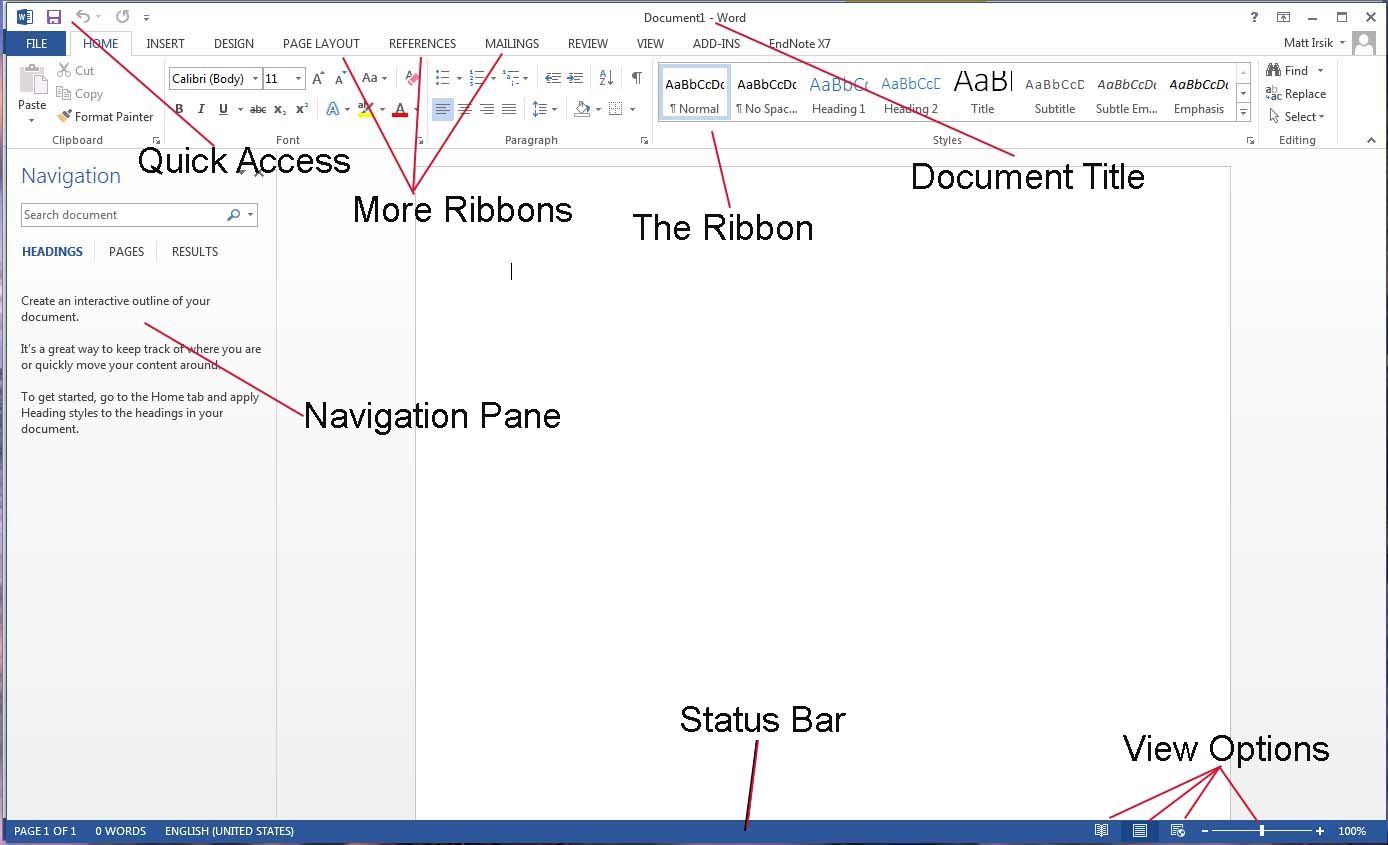 Document1 - Word
?
FILE HOME INSERT DESIGN PAGE LAYOUT REFERENCES MAILINGS REVIEW VIEW ADD-INS EndNote X7 Matt Irsik
Paste
Cut
Copy
Format Painter
Clipboard
Calibri (Body) 11 A A Aa A
B I U abc X₂ X² A ab A
Font
Paragraph
AaBbCcDc AaBbCcDc AaBbCc AaBbCcD AaBl AaBbCcD AaBbCcDc AaBbCcDc
¶ Normal ¶ No Spac... Heading 1 Heading 2 Title Subtitle Subtle Em... Emphasis
Styles
Find
Replace
Select
Editing
Quick Access
More Ribbons
The Ribbon
Document Title
Navigation
Search document
HEADINGS PAGES RESULTS
Create an interactive outline of your
document.
It's a great way to keep track of where you are
or quickly move your content around.
To get started, go to the Home tab and apply
Heading styles to the headings in your
document.
Navigation Pane
Status Bar
View Options
PAGE 1 OF 1 0 WORDS ENGLISH (UNITED STATES) 100%